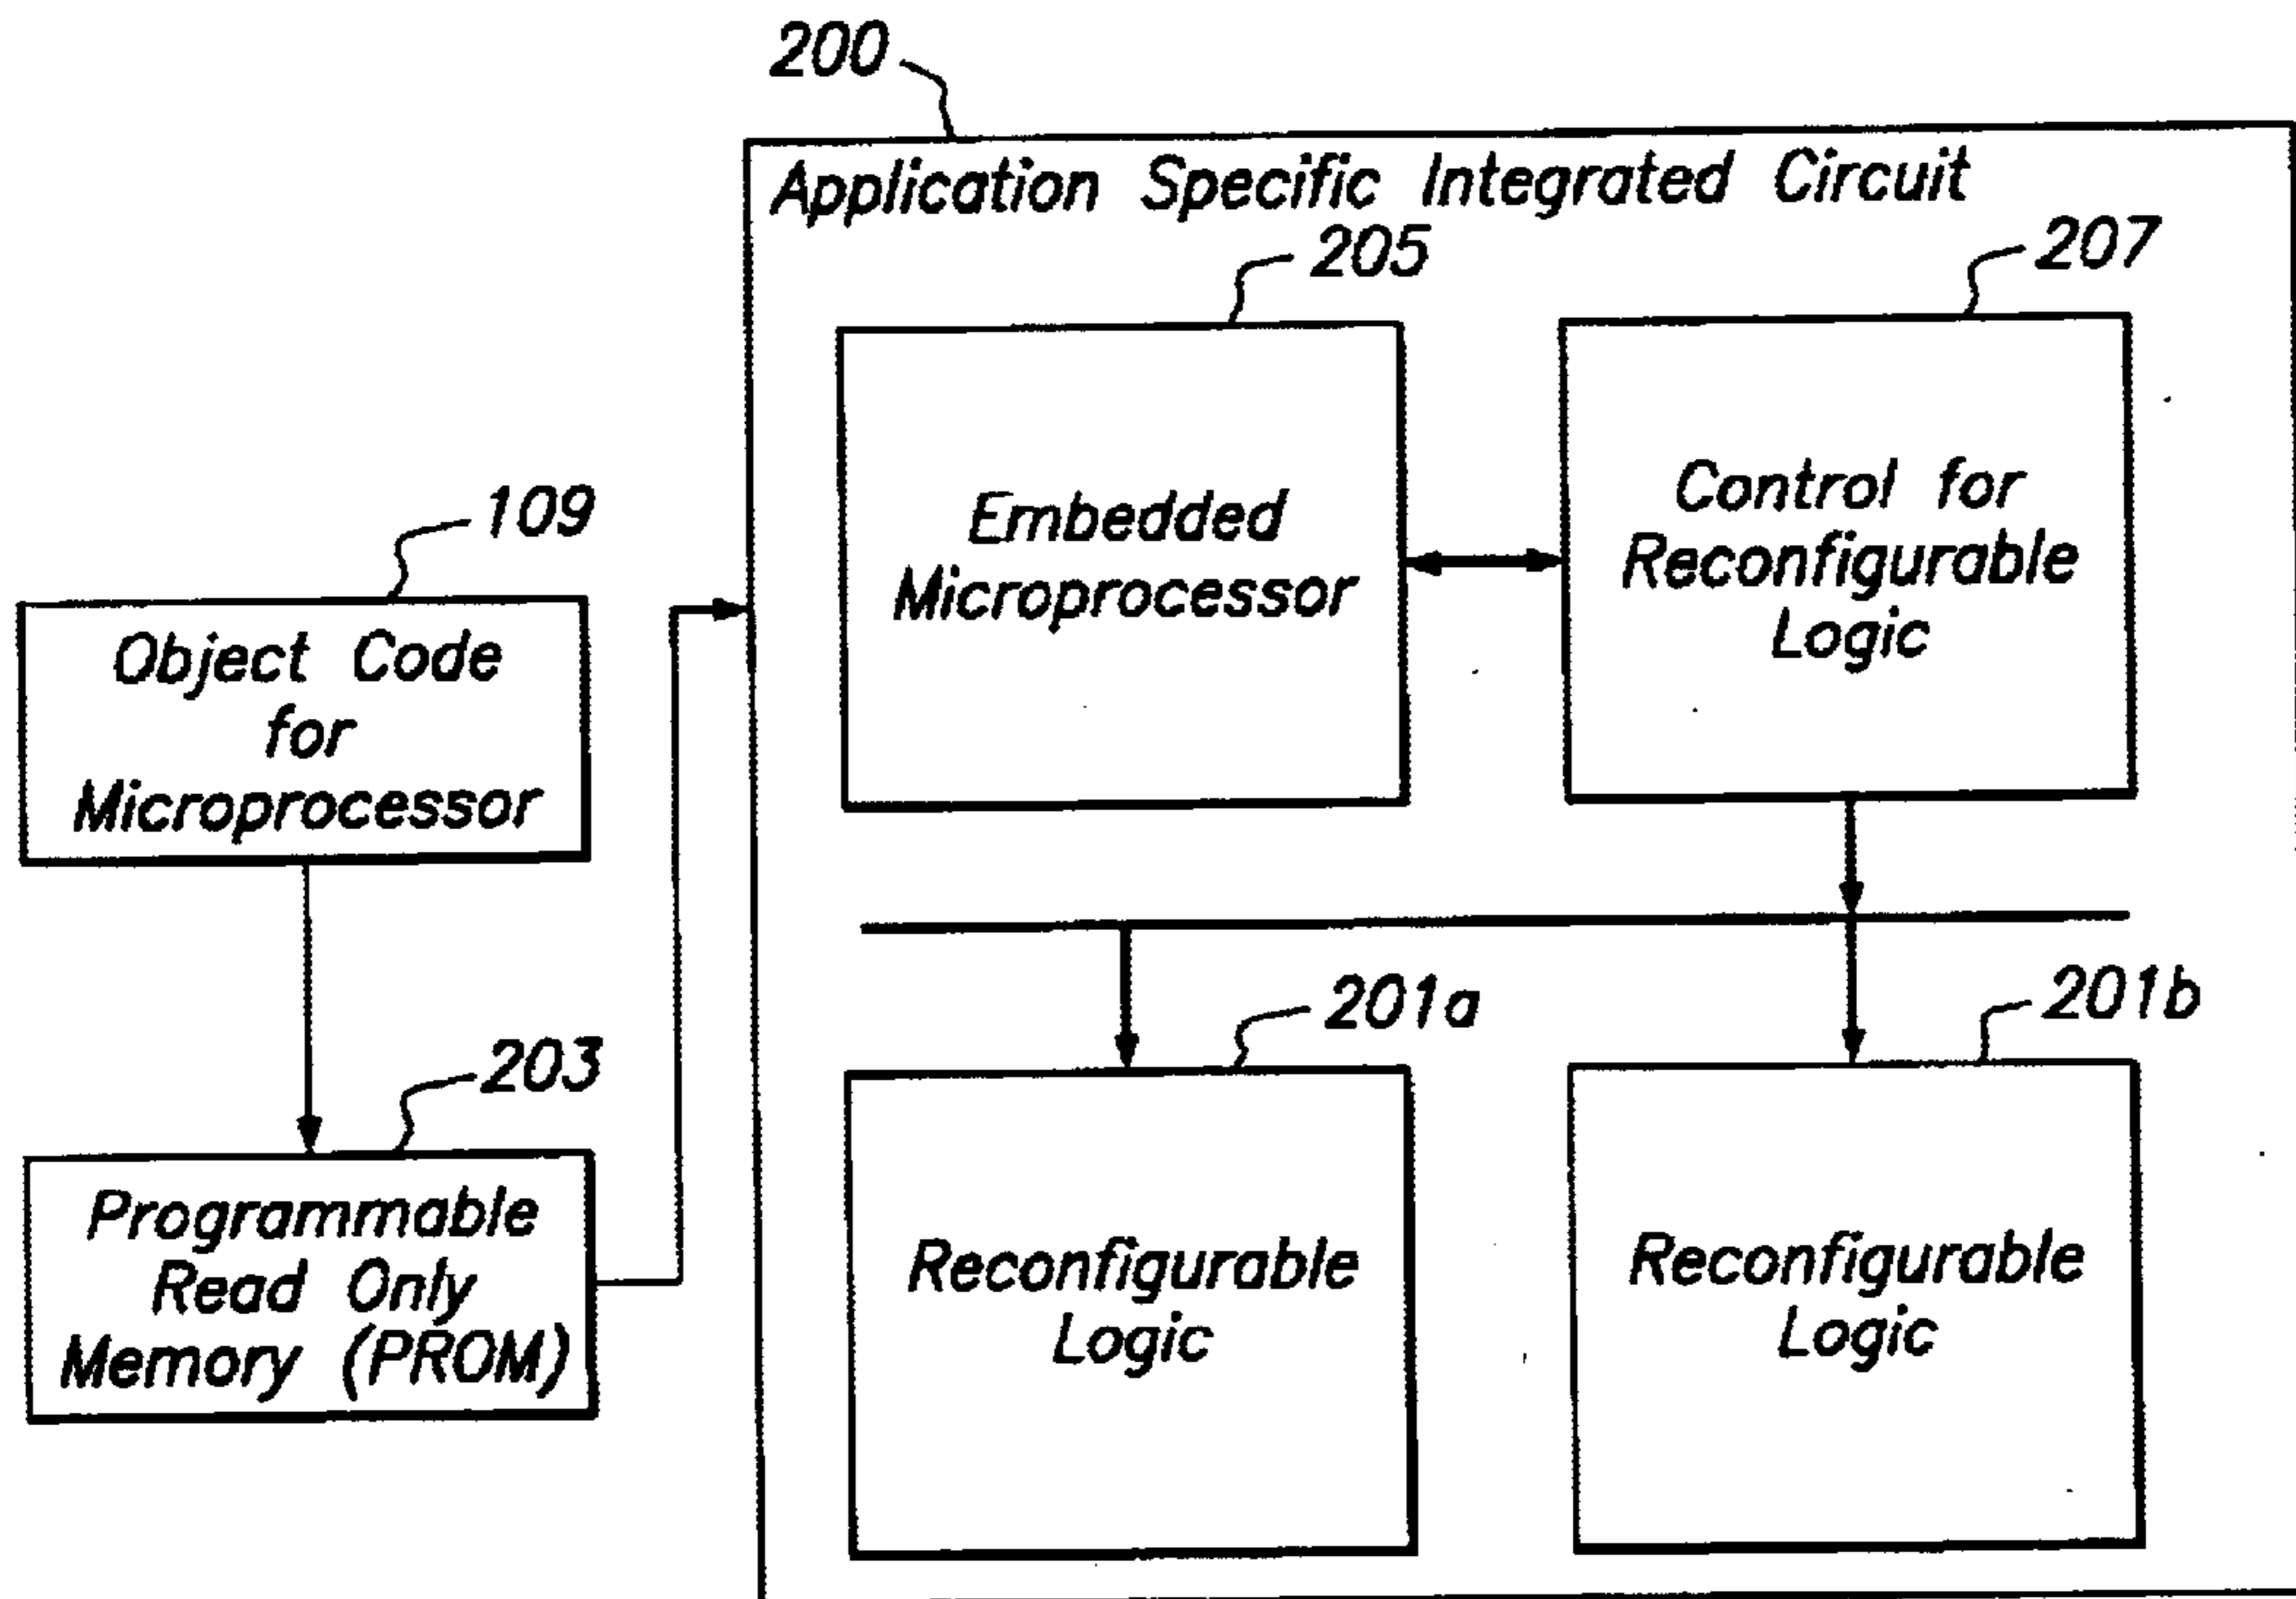 200
Application Specific Integrated Circuit
205
207
Embedded
Microprocessor
Control for
Reconfigurable
Logic
109
Object Code
for
Microprocessor
203
Programmable
Read Only
Memory (PROM)
201a
201b
Reconfigurable
Logic
Reconfigurable
Logic